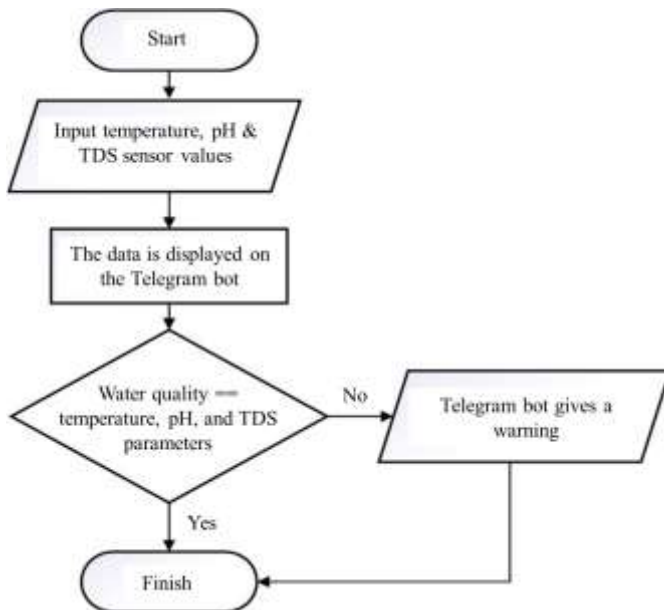 Start
Input temperature, pH &
TDS sensor values
The data is displayed on
the Telegram bot
Water quality ==
temperature, pH, and TDS
parameters
No
Telegram bot gives a
warning
Yes
Finish